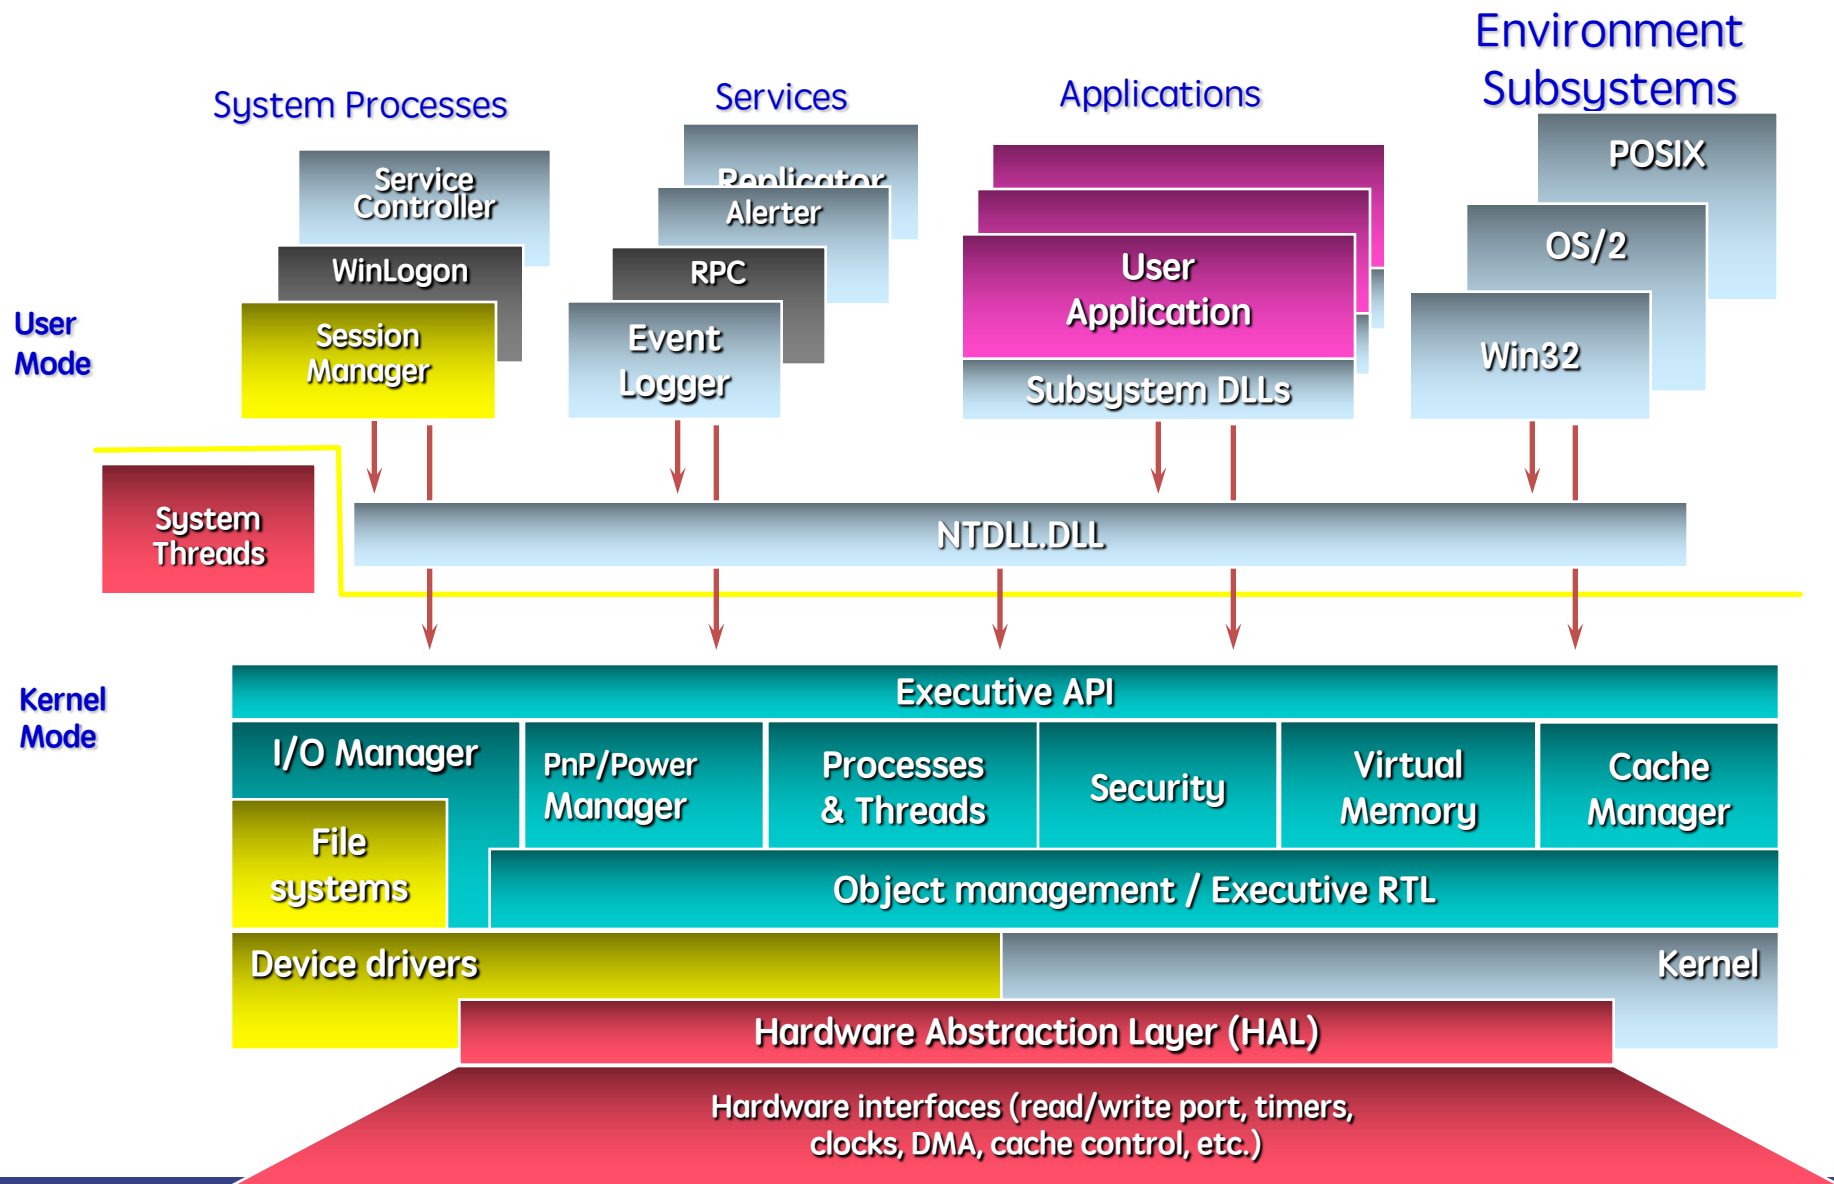 Environment
Subsystems
System Processes
Services
Applications
Service
Controller
WinLogon
Session
Manager
Replicator
Alerter
RPC
Event
Logger
User
Application
Subsystem DLLs
POSIX
OS/2
Win32
User
Mode
System
Threads
NTDLL.DLL
Kernel
Mode
Executive API
I/O Manager
File
systems
PnP/Power
Manager
Processes
& Threads
Security
Virtual
Memory
Cache
Manager
Object management / Executive RTL
Device drivers
Kernel
Hardware Abstraction Layer (HAL)
Hardware interfaces (read/write port, timers,
clocks, DMA, cache control, etc.)